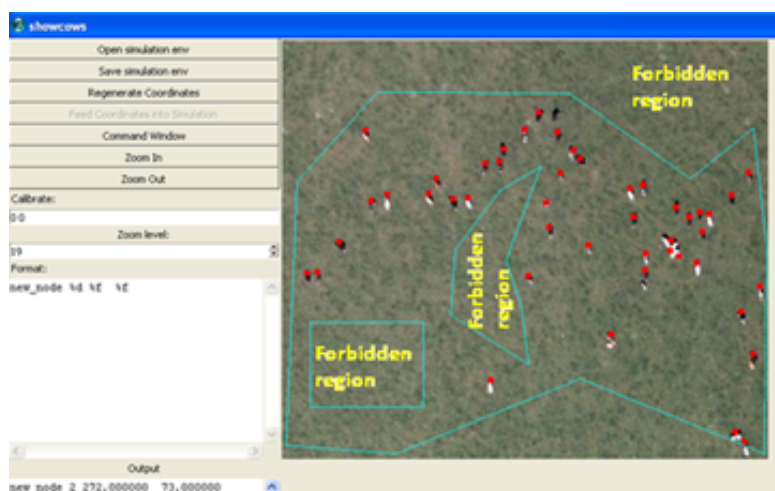 showcows
Open simulation env
Save simulation env
Regenerate Coordinates
Feed Coordinates into Simulation
Command Window
Zoom In
Zoom Out
Calibrate:
0 0
Zoom level:
19
Format:
new_node %d %f  %f
Output
new node 2 272.000000  73.000000
Forbidden
region
Forbidden
region
Forbidden
region